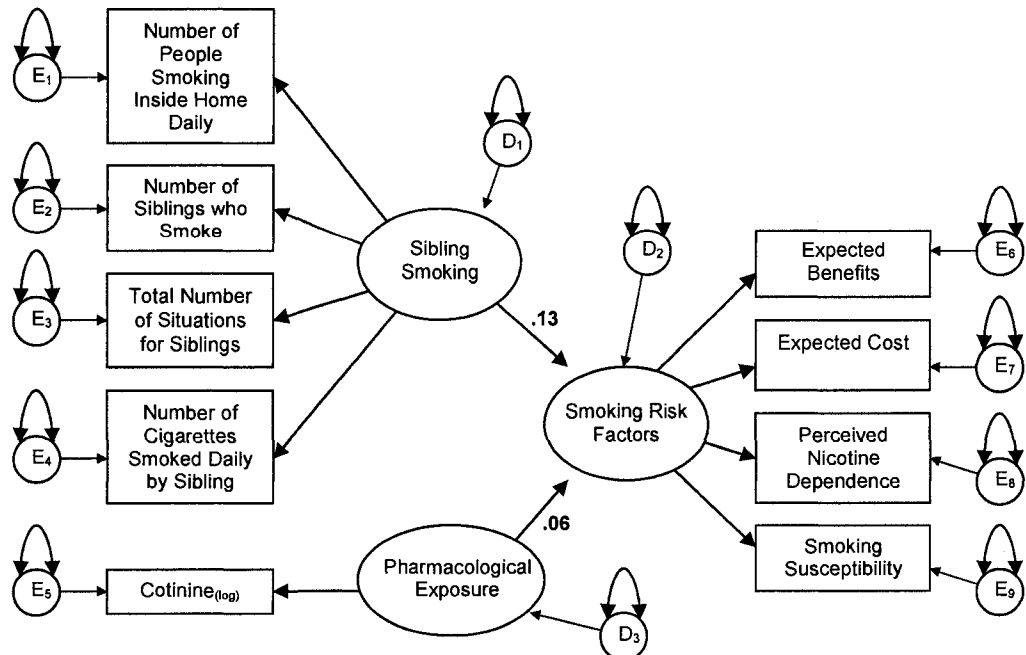 E1
Number of
People
Smoking
Inside Home
Daily
D1
E2
Number of
Siblings who
Smoke
Sibling
Smoking
D2
Expected
Benefits
E6
E3
Total Number
of Situations
for Siblings
.13
Expected Cost
E7
E4
Number of
Cigarettes
Smoked Daily
by Sibling
Smoking Risk
Factors
Perceived
Nicotine
Dependence
E8
.06
E5
Cotinine(log)
Pharmacological
Exposure
Smoking
Susceptibility
E9
D3